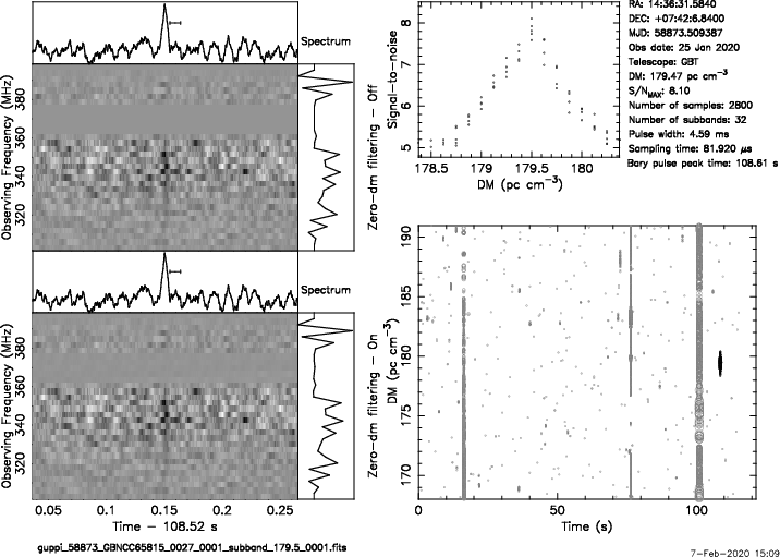 RA: 14:36:31.5840
DEC: +07:42:6.8400
MJD: 58873.509387
Obs date: 25 Jan 2020
Telescope: GBT
DM: 179.47 pc cm⁻³
S/N_MAX: 8.10
Number of samples: 2800
Number of subbands: 32
Pulse width: 4.59 ms
Sampling time: 81.920 μs
Bary pulse peak time: 108.61 s
Spectrum
Observing Frequency (MHz)
320 340 360 380
Zero-dm filtering - Off
Spectrum
Observing Frequency (MHz)
320 340 360 380
Zero-dm filtering - On
0.05 0.1 0.15 0.2 0.25
Time - 108.52 s
guppi_58873_GBNCC65815_0027_0001_subband_179.5_0001.fits
Signal-to-noise
5 6 7 8
178.5 179 179.5 180
DM (pc cm⁻³)
DM (pc cm⁻³)
170 175 180 185 190
0 50 100
Time (s)
7-Feb-2020 15:09